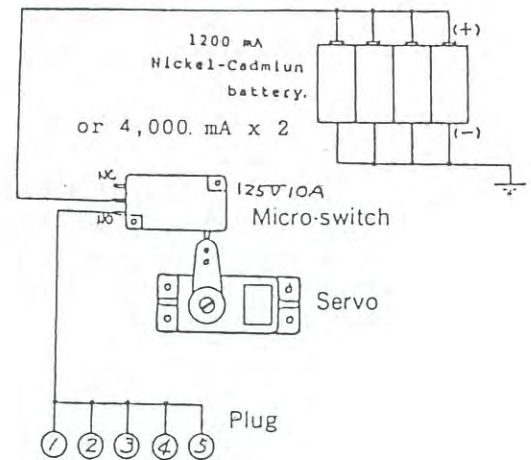 1200 mA
Nickel-Cadmiun
battery.
or 4,000. mA x 2
(+)
(-)
NC
125V 10A
NO
Micro-switch
Servo
Plug
1 2 3 4 5